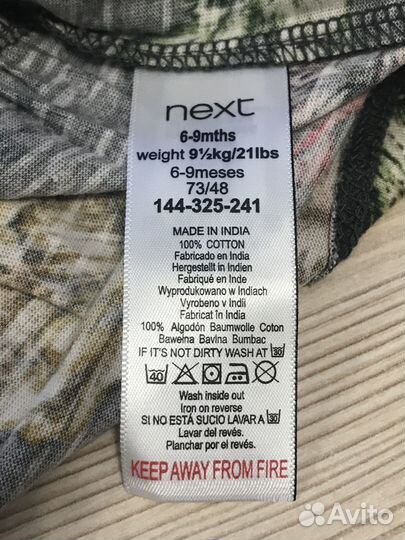 next
6-9mths
weight 9½kg/21lbs
6-9meses
73/48
144-325-241
MADE IN INDIA
100% COTTON
Fabricado en India
Hergestellt in Indien
Fabriqué en Inde
Wyprodukowano w Indiach
Vyrobeno v Indii
Fabricat în India
100% Algodón Baumwolle Coton
Bawełna Bavlna Bumbac
IF IT'S NOT DIRTY WASH AT 30
40
Wash inside out
Iron on reverse
SI NO ESTÁ SUCIO LAVAR A 30
Lavar del revés.
Planchar por el revés.
KEEP AWAY FROM FIRE
Avito